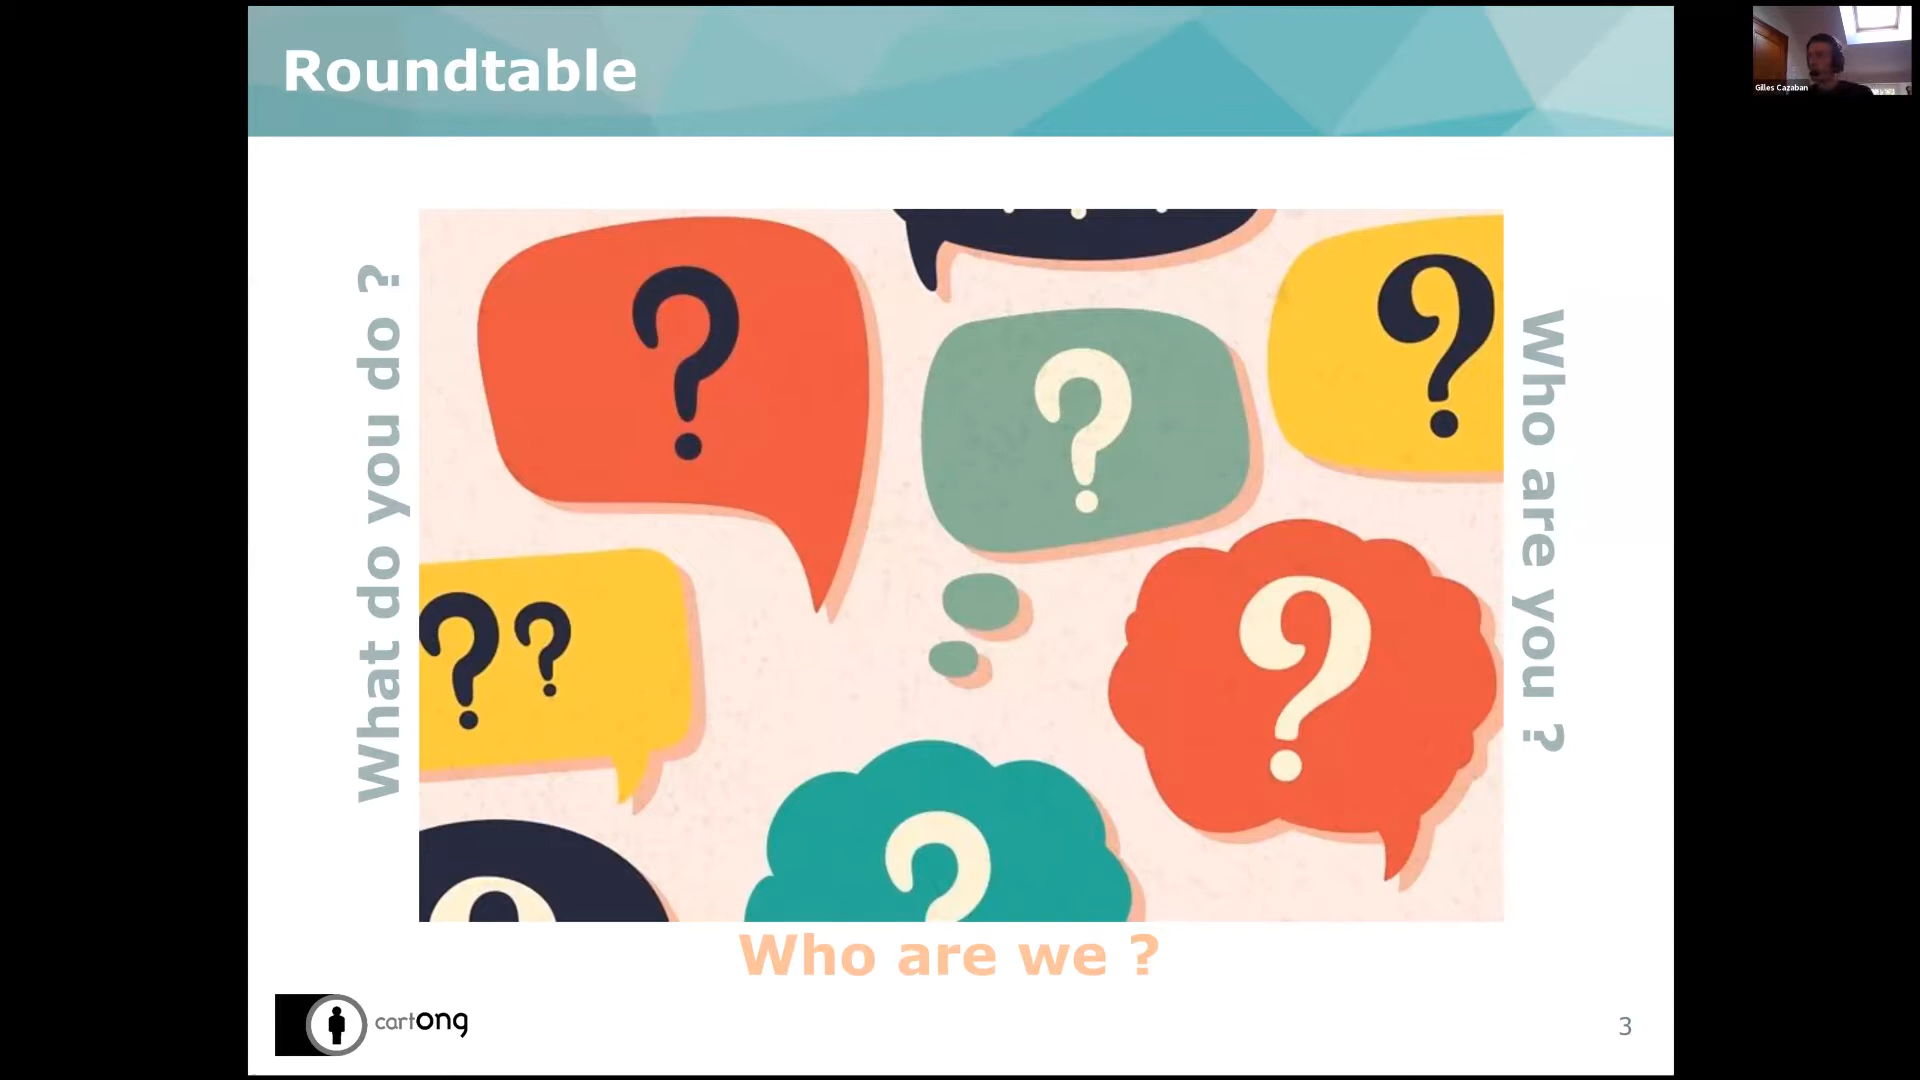 Roundtable
Gilles Cazaban
What do you do ?
?
?
?
? ?
?
?
Who are you ?
Who are we ?
cartong
3